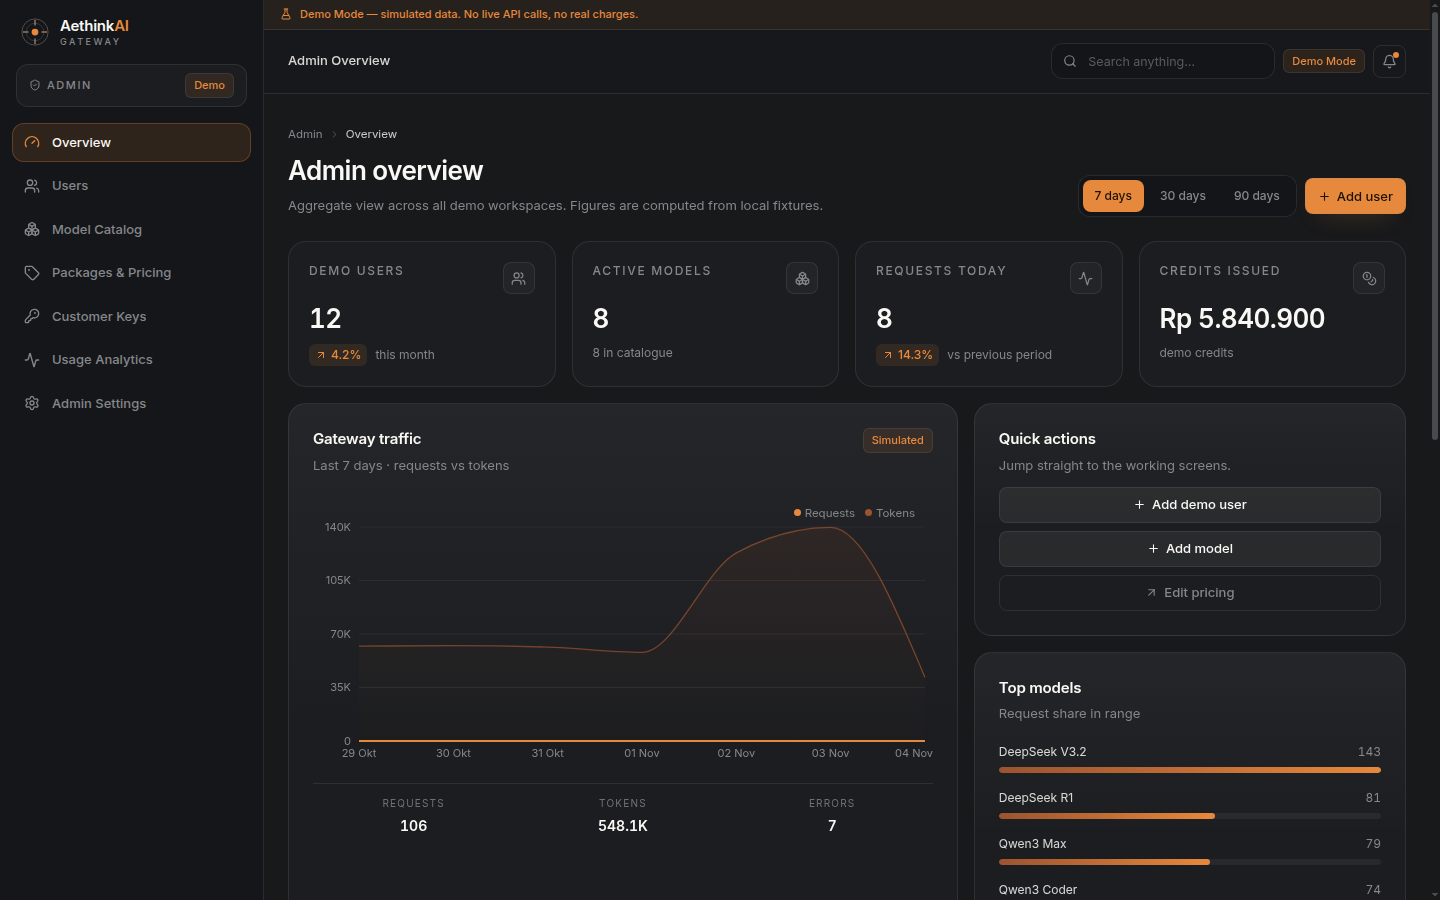 AethinkAI
GATEWAY
ADMIN
Demo
Overview
Users
Model Catalog
Packages & Pricing
Customer Keys
Usage Analytics
Admin Settings
Demo Mode — simulated data. No live API calls, no real charges.
Admin Overview
Search anything...
Demo Mode
Admin
Overview
Admin overview
Aggregate view across all demo workspaces. Figures are computed from local fixtures.
7 days
30 days
90 days
+ Add user
DEMO USERS
12
4.2% this month
ACTIVE MODELS
8
8 in catalogue
REQUESTS TODAY
8
14.3% vs previous period
CREDITS ISSUED
Rp 5.840.900
demo credits
Gateway traffic
Simulated
Last 7 days · requests vs tokens
Requests
Tokens
140K
105K
70K
35K
0
29 Okt
30 Okt
31 Okt
01 Nov
02 Nov
03 Nov
04 Nov
REQUESTS
106
TOKENS
548.1K
ERRORS
7
Quick actions
Jump straight to the working screens.
+ Add demo user
+ Add model
Edit pricing
Top models
Request share in range
DeepSeek V3.2 143
DeepSeek R1 81
Qwen3 Max 79
Qwen3 Coder 74